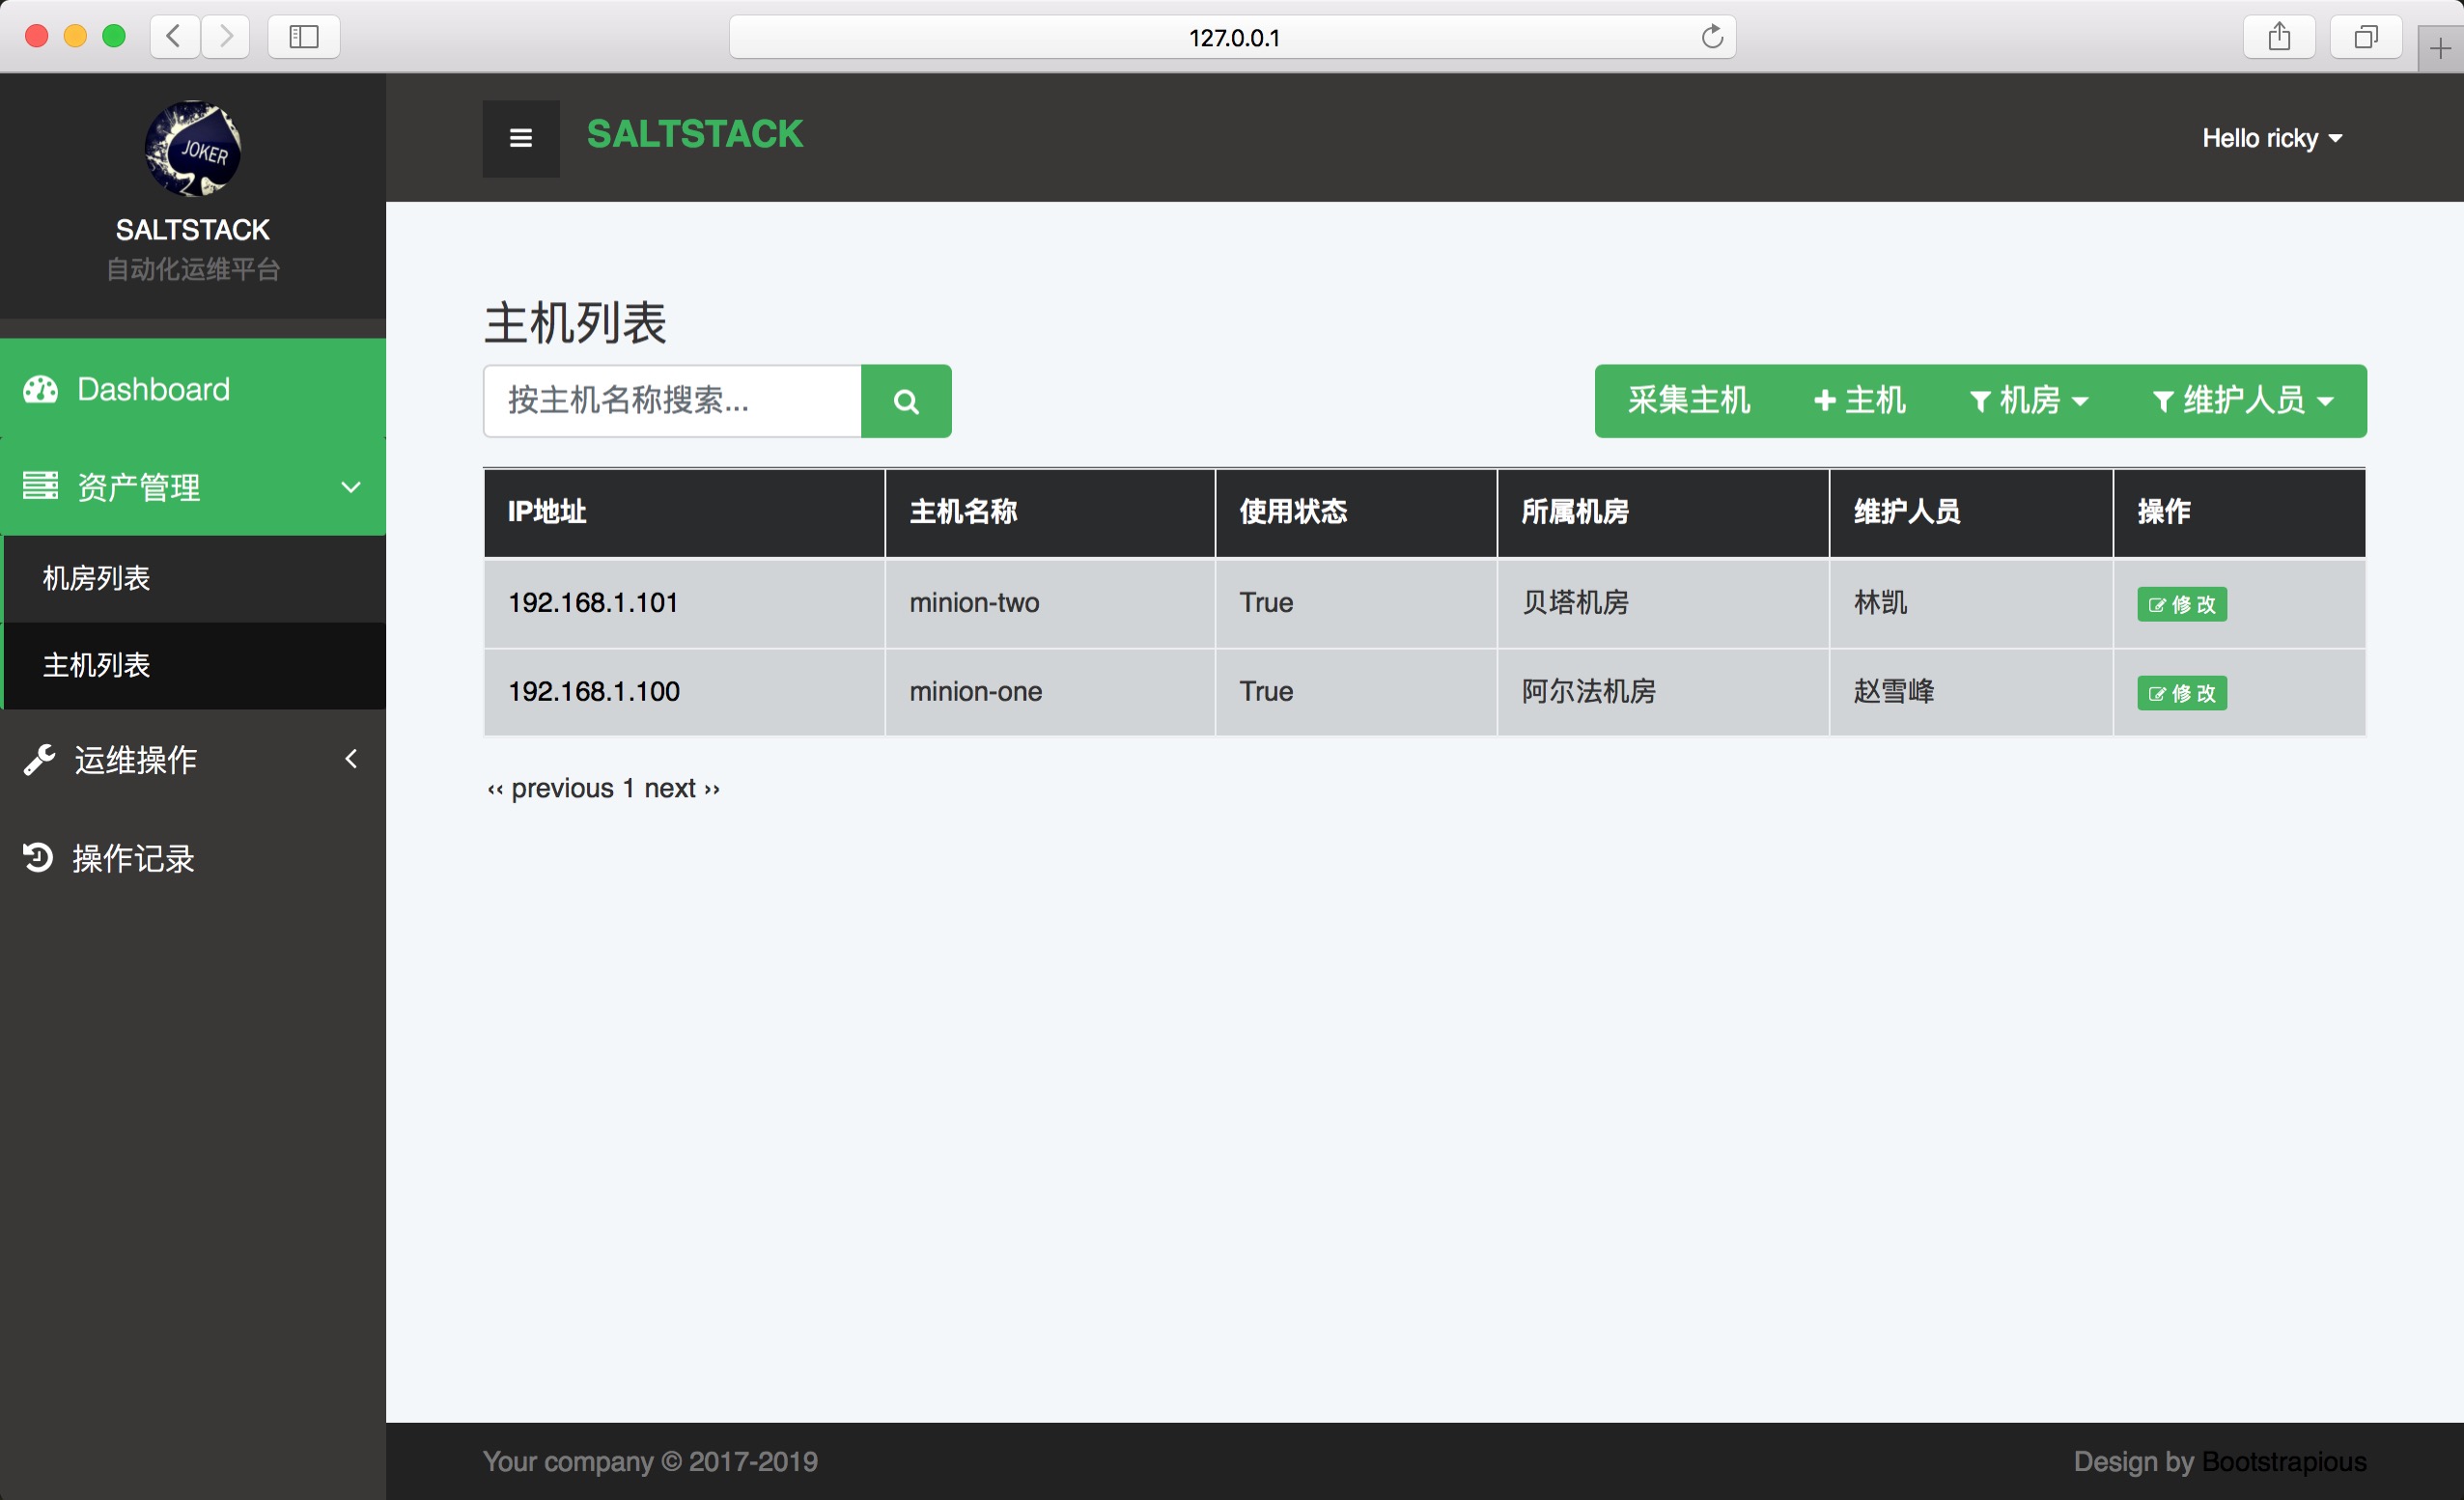 127.0.0.1
JOKER
SALTSTACK
自动化运维平台
Dashboard
资产管理
机房列表
主机列表
运维操作
操作记录
SALTSTACK
Hello ricky
主机列表
按主机名称搜索...
采集主机 主机 机房 维护人员
IP地址 主机名称 使用状态 所属机房 维护人员 操作
192.168.1.101 minion-two True 贝塔机房 林凯 修 改
192.168.1.100 minion-one True 阿尔法机房 赵雪峰 修 改
‹‹ previous 1 next ››
Your company © 2017-2019
Design by Bootstrapious